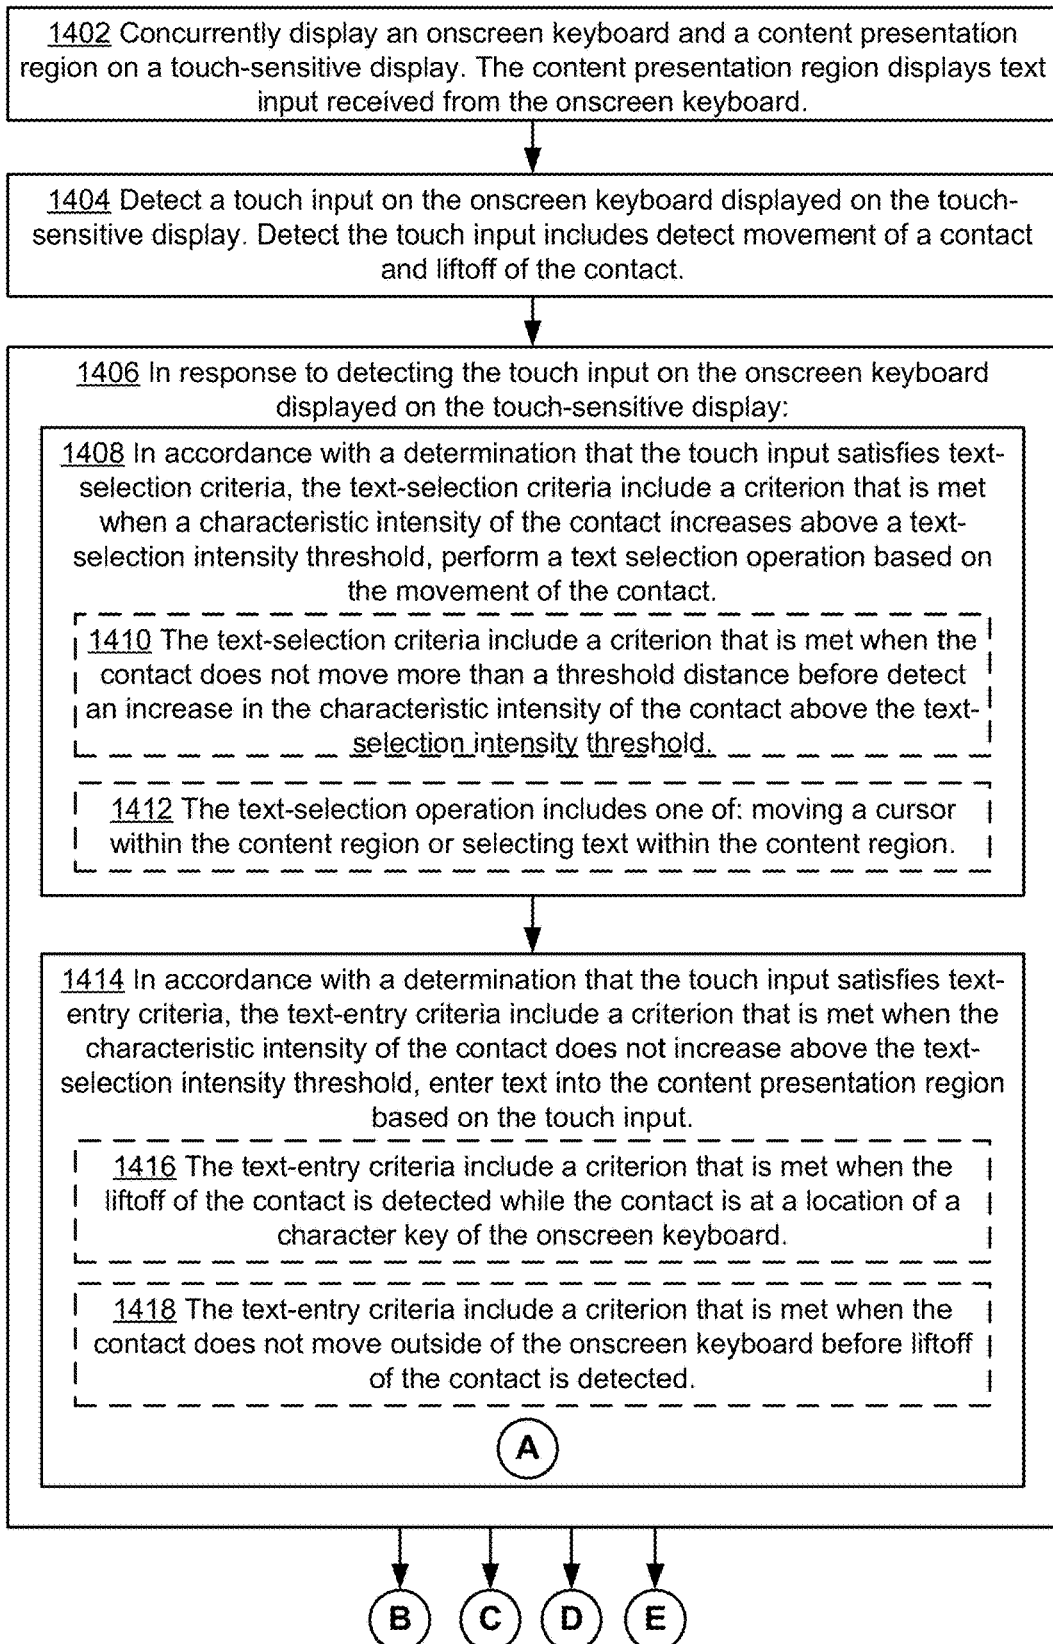 1402 Concurrently display an onscreen keyboard and a content presentation
region on a touch-sensitive display. The content presentation region displays text
input received from the onscreen keyboard.
1404 Detect a touch input on the onscreen keyboard displayed on the touch-
sensitive display. Detect the touch input includes detect movement of a contact
and liftoff of the contact.
1406 In response to detecting the touch input on the onscreen keyboard
displayed on the touch-sensitive display:
1408 In accordance with a determination that the touch input satisfies text-
selection criteria, the text-selection criteria include a criterion that is met
when a characteristic intensity of the contact increases above a text-
selection intensity threshold, perform a text selection operation based on
the movement of the contact.
1410 The text-selection criteria include a criterion that is met when the
contact does not move more than a threshold distance before detect
an increase in the characteristic intensity of the contact above the text-
selection intensity threshold.
1412 The text-selection operation includes one of: moving a cursor
within the content region or selecting text within the content region.
1414 In accordance with a determination that the touch input satisfies text-
entry criteria, the text-entry criteria include a criterion that is met when the
characteristic intensity of the contact does not increase above the text-
selection intensity threshold, enter text into the content presentation region
based on the touch input.
1416 The text-entry criteria include a criterion that is met when the
liftoff of the contact is detected while the contact is at a location of a
character key of the onscreen keyboard.
1418 The text-entry criteria include a criterion that is met when the
contact does not move outside of the onscreen keyboard before liftoff
of the contact is detected.
A
B C D E